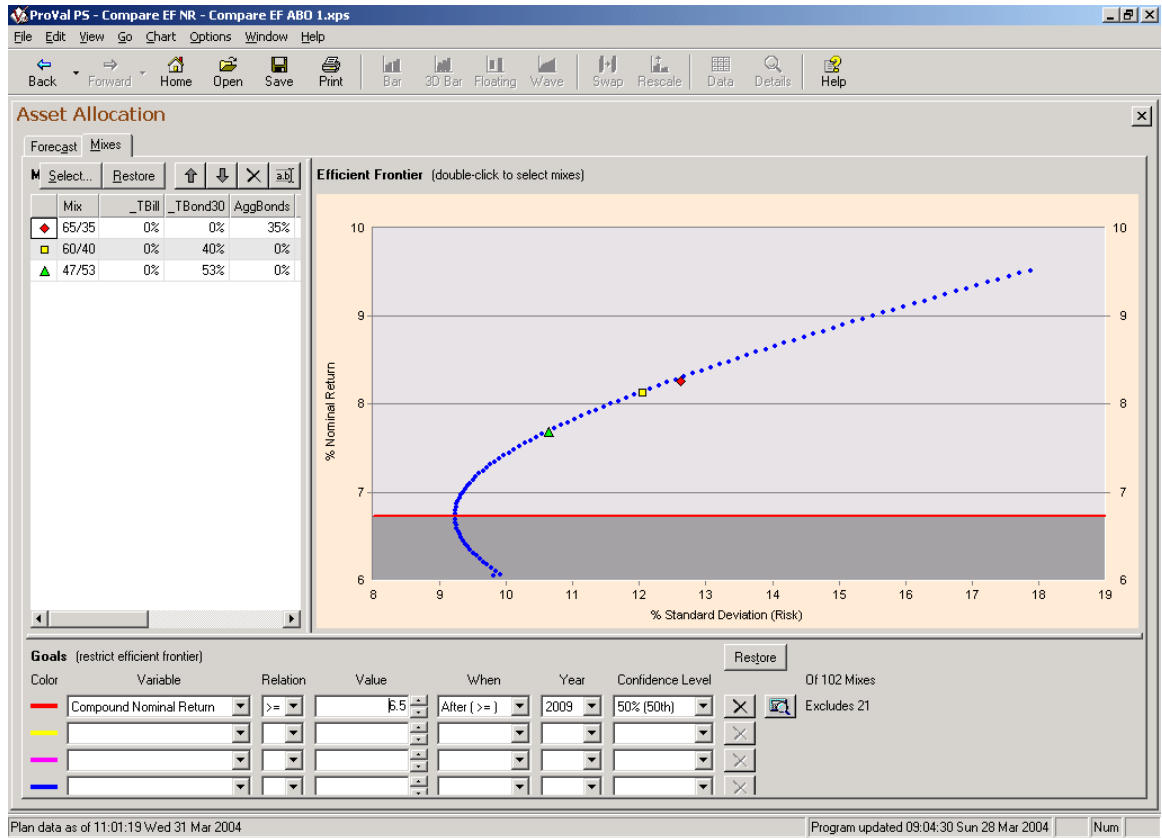 ProVal PS - Compare EF NR - Compare EF ABO 1.xps
File Edit View Go Chart Options Window Help
Back Forward Home Open Save Print Bar 3D Bar Floating Wave Swap Rescale Data Details Help
Asset Allocation
Forecast Mixes
M Select... Restore a.b
Mix _TBill _TBond30 AggBonds
65/35 0% 0% 35%
60/40 0% 40% 0%
47/53 0% 53% 0%
Efficient Frontier (double-click to select mixes)
10 10
9 9
8 8
7 7
6 6
% Nominal Return
8 9 10 11 12 13 14 15 16 17 18 19
% Standard Deviation (Risk)
Goals (restrict efficient frontier) Restore
Color Variable Relation Value When Year Confidence Level Of 102 Mixes
Compound Nominal Return >= 6.5 After ( >= ) 2009 50% (50th) Excludes 21
Plan data as of 11:01:19 Wed 31 Mar 2004 Program updated 09:04:30 Sun 28 Mar 2004 Num